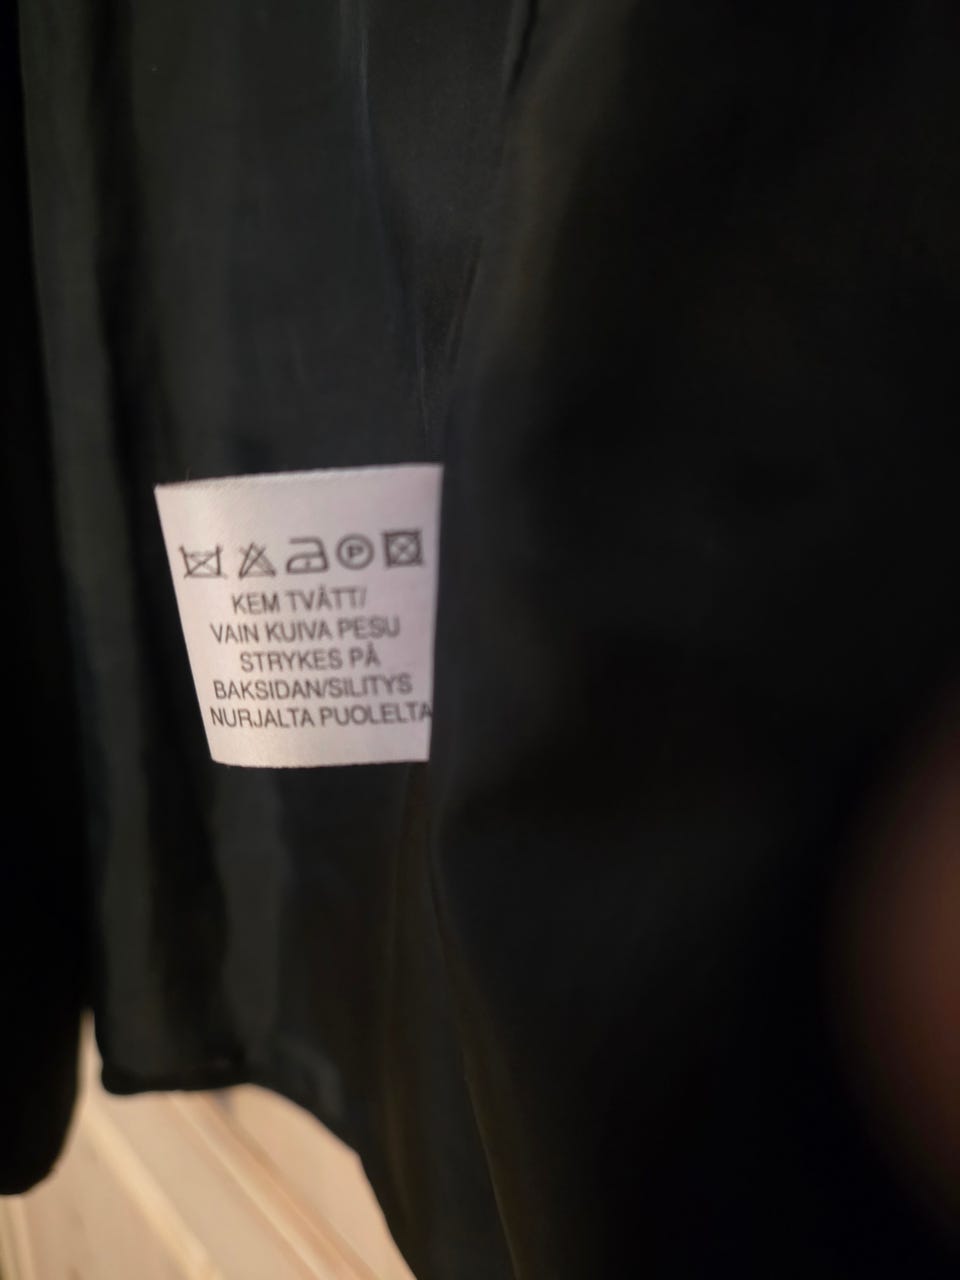 P
KEM TVÄTT/
VAIN KUIVA PESU
STRYKES PÅ
BAKSIDAN/SILITYS
NURJALTA PUOLELTA